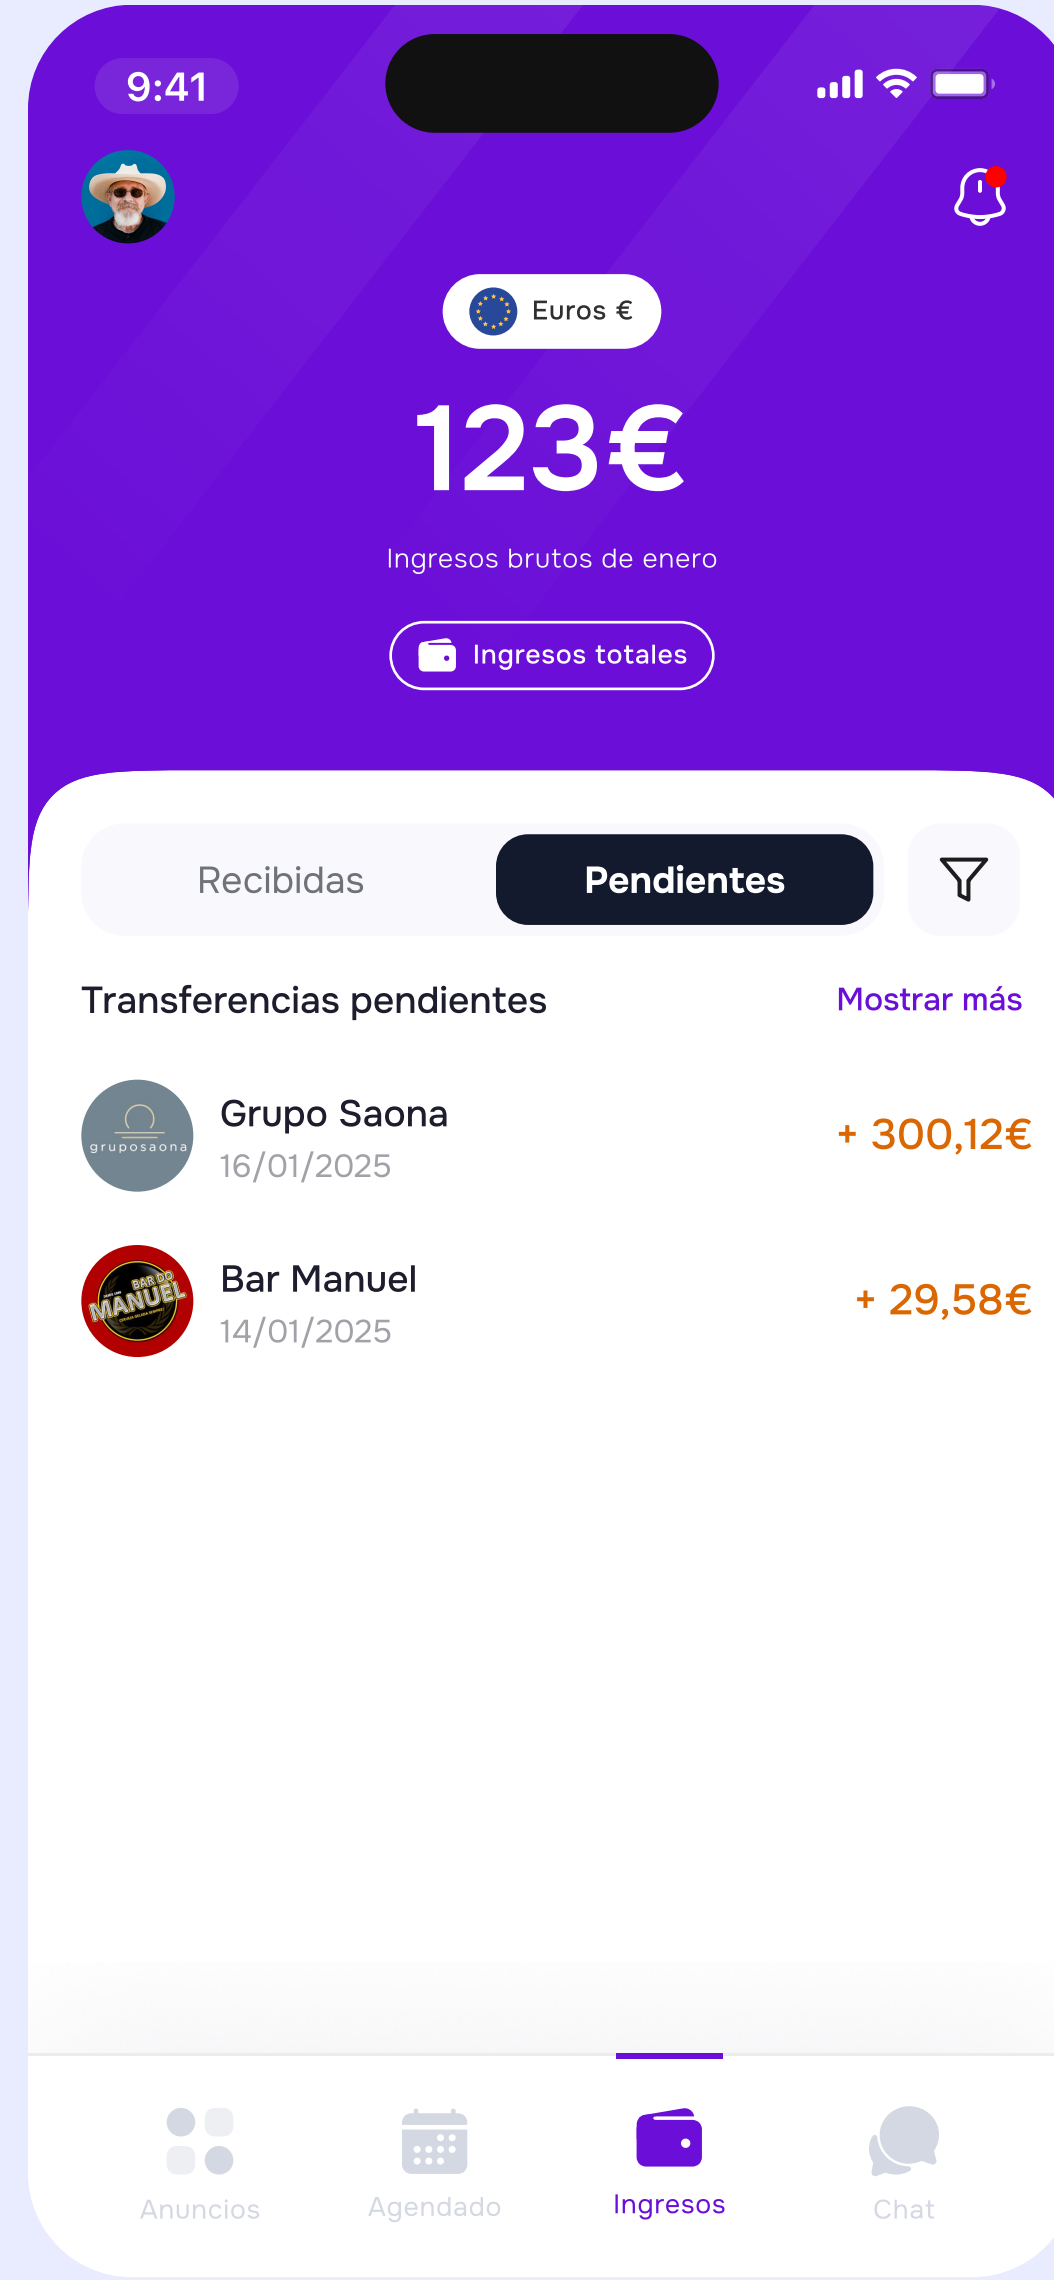 9:41
Euros €
123€
Ingresos brutos de enero
Ingresos totales
Recibidas
Pendientes
Transferencias pendientes
Mostrar más
gruposaona
Grupo Saona
16/01/2025
+ 300,12€
BAR DO
MANUEL
Bar Manuel
14/01/2025
+ 29,58€
Anuncios
Agendado
Ingresos
Chat